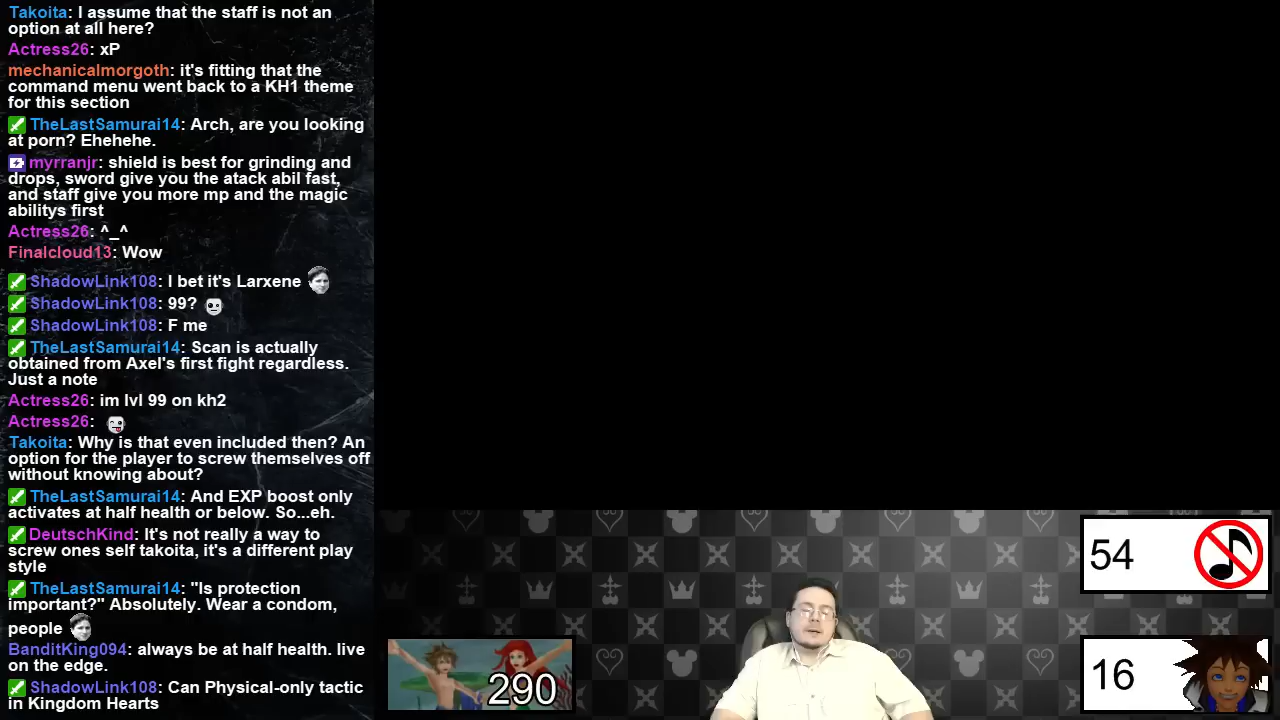 Takoita: I assume that the staff is not an
option at all here?
Actress26: xP
mechanicalmorgoth: it's fitting that the
command menu went back to a KH1 theme
for this section
TheLastSamurai14: Arch, are you looking
at porn? Ehehehe.
myrranjr: shield is best for grinding and
drops, sword give you the atack abil fast,
and staff give you more mp and the magic
abilitys first
Actress26: ^_^
Finalcloud13: Wow
ShadowLink108: I bet it's Larxene
ShadowLink108: 99?
ShadowLink108: F me
TheLastSamurai14: Scan is actually
obtained from Axel's first fight regardless.
Just a note
Actress26: im lvl 99 on kh2
Actress26:
Takoita: Why is that even included then? An
option for the player to screw themselves off
without knowing about?
TheLastSamurai14: And EXP boost only
activates at half health or below. So...eh.
DeutschKind: It's not really a way to
screw ones self takoita, it's a different play
style
TheLastSamurai14: "Is protection
important?" Absolutely. Wear a condom,
people
BanditKing094: always be at half health. live
on the edge.
ShadowLink108: Can Physical-only tactic
in Kingdom Hearts
54
290
16